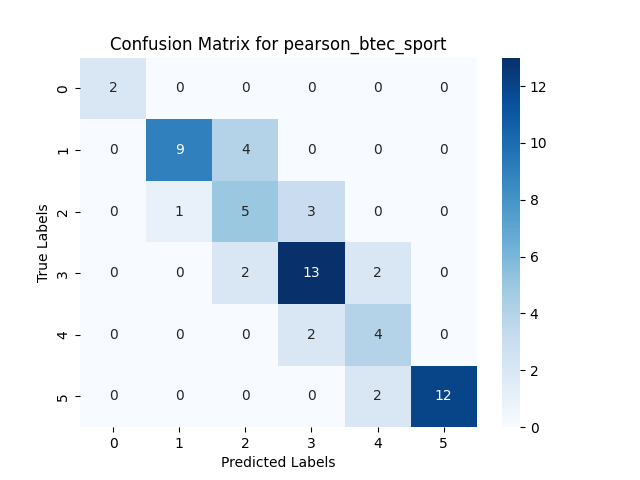 Confusion Matrix for pearson_btec_sport
0 2 0 0 0 0 0
1 0 9 4 0 0 0
2 0 1 5 3 0 0
3 0 0 2 13 2 0
4 0 0 0 2 4 0
5 0 0 0 0 2 12
0 1 2 3 4 5
True Labels
Predicted Labels
12
10
8
6
4
2
0